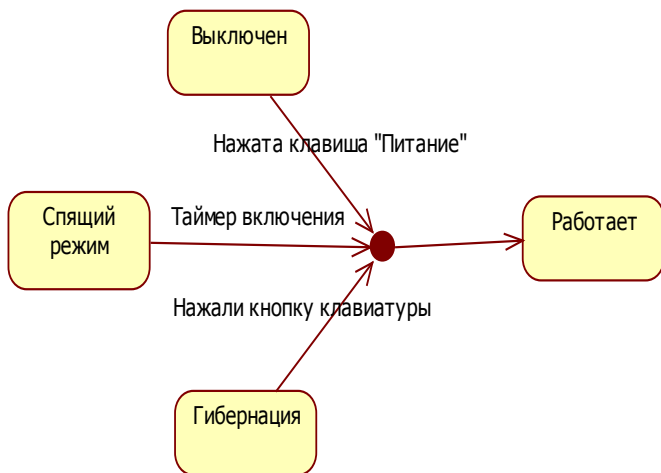 Выключен
Нажата клавиша "Питание"
Спящий
режим
Таймер включения
Работает
Нажали кнопку клавиатуры
Гибернация